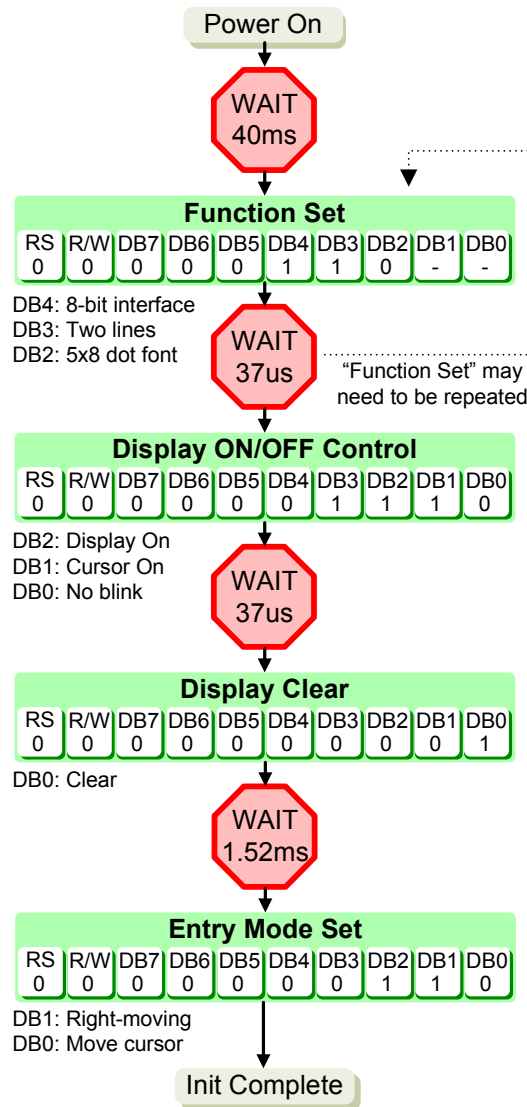 Power On
WAIT
40ms
Function Set
RS R/W DB7 DB6 DB5 DB4 DB3 DB2 DB1 DB0
0 0 0 0 0 1 1 0 - -
DB4: 8-bit interface
DB3: Two lines
DB2: 5x8 dot font
WAIT
37us
“Function Set” may
need to be repeated
Display ON/OFF Control
RS R/W DB7 DB6 DB5 DB4 DB3 DB2 DB1 DB0
0 0 0 0 0 0 1 1 1 0
DB2: Display On
DB1: Cursor On
DB0: No blink
WAIT
37us
Display Clear
RS R/W DB7 DB6 DB5 DB4 DB3 DB2 DB1 DB0
0 0 0 0 0 0 0 0 0 1
DB0: Clear
WAIT
1.52ms
Entry Mode Set
RS R/W DB7 DB6 DB5 DB4 DB3 DB2 DB1 DB0
0 0 0 0 0 0 0 1 1 0
DB1: Right-moving
DB0: Move cursor
Init Complete